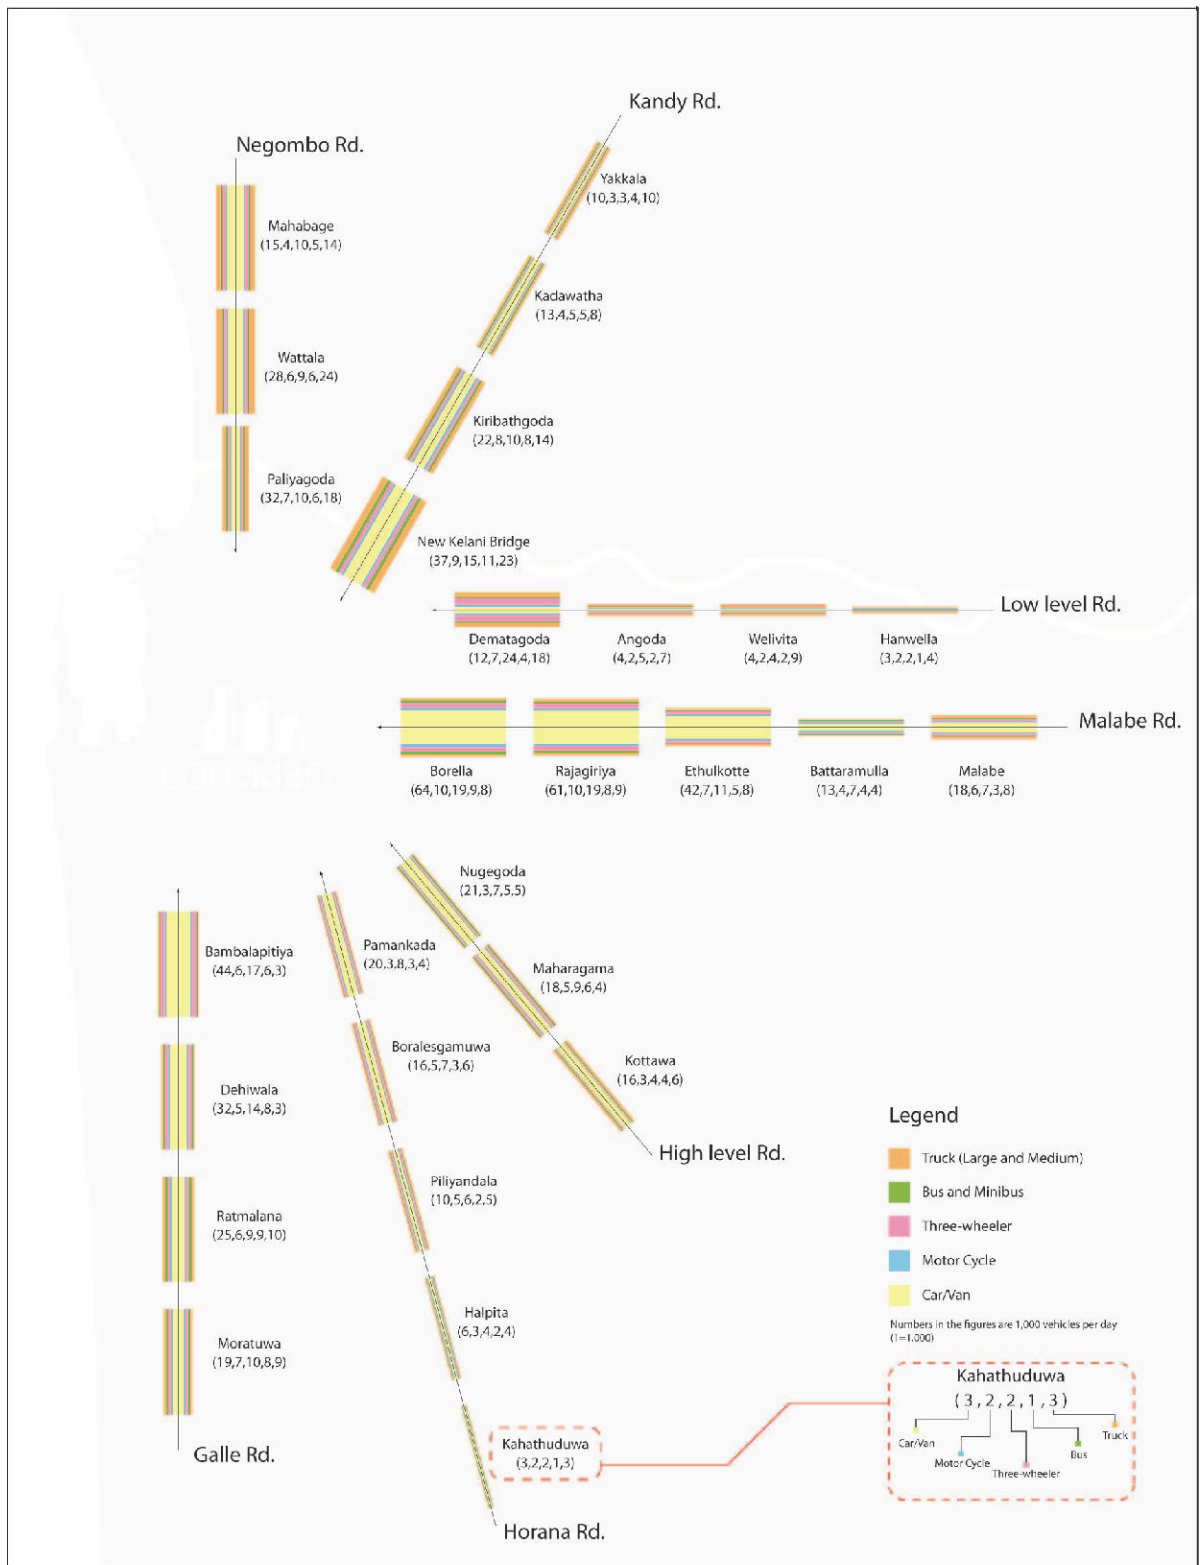 Kandy Rd.
Negombo Rd.
Yakkala
(10,3,3,4,10)
Mahabage
(15,4,10,5,14)
Kadawatha
(13,4,5,5,8)
Wattala
(28,6,9,6,24)
Kiribathgoda
(22,8,10,8,14)
Paliyagoda
(32,7,10,6,18)
New Kelani Bridge
(37,9,15,11,23)
Low level Rd.
Dematagoda
(12,7,24,4,18)
Angoda
(4,2,5,2,7)
Welivita
(4,2,4,2,9)
Hanwella
(3,2,2,1,4)
Malabe Rd.
COLOMBO
Borella
(64,10,19,9,8)
Rajagiriya
(61,10,19,8,9)
Ethulkotte
(42,7,11,5,8)
Battaramulla
(13,4,7,4,4)
Malabe
(18,6,7,3,8)
Nugegoda
(21,3,7,5,5)
Bambalapitiya
(44,6,17,6,3)
Pamankada
(20,3,8,3,4)
Maharagama
(18,5,9,6,4)
Boralesgamuwa
(16,5,7,3,6)
Kottawa
(16,3,4,4,6)
Dehiwala
(32,5,14,8,3)
High level Rd.
Piliyandala
(10,5,6,2,5)
Ratmalana
(25,6,9,9,10)
Halpita
(6,3,4,2,4)
Moratuwa
(19,7,10,8,9)
Galle Rd.
Kahathuduwa
(3,2,2,1,3)
Horana Rd.
Legend
Truck (Large and Medium)
Bus and Minibus
Three-wheeler
Motor Cycle
Car/Van
Numbers in the figures are 1,000 vehicles per day
(1=1,000)
Kahathuduwa
(3,2,2,1,3)
Car/Van
Motor Cycle
Three-wheeler
Bus
Truck